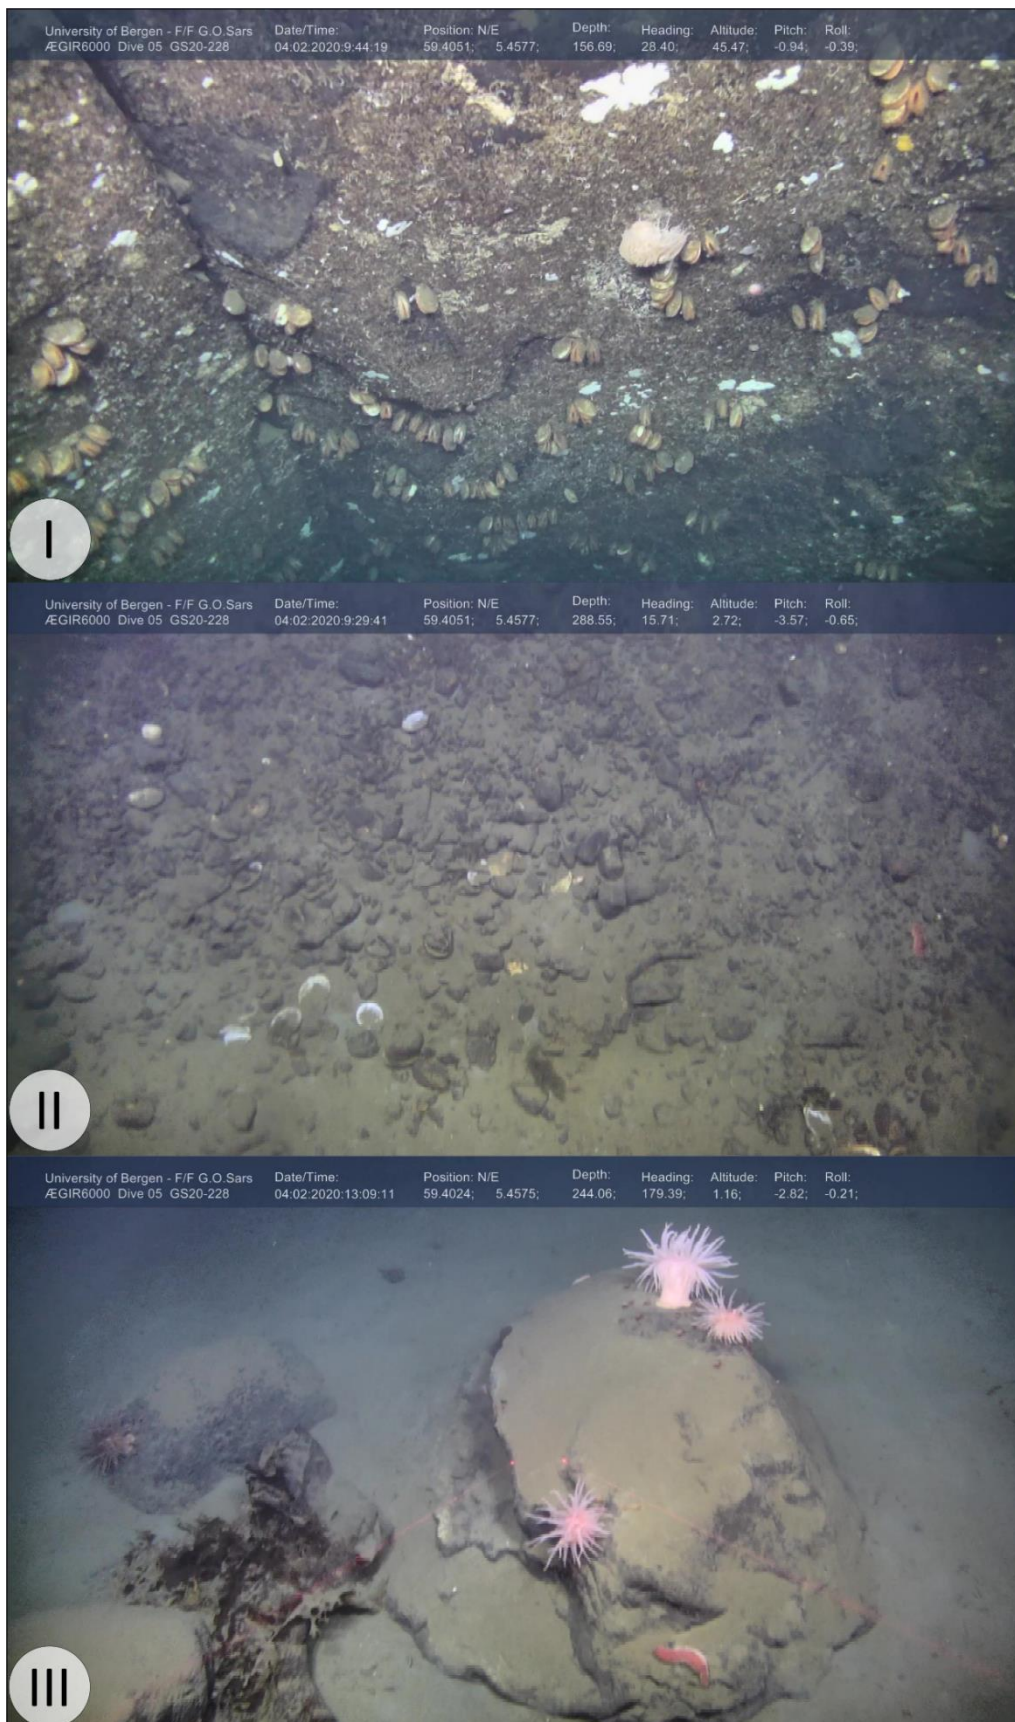 University of Bergen - F/F G.O.Sars Date/Time: Position: N/E Depth: Heading: Altitude: Pitch: Roll:
ÆGIR6000 Dive 05 GS20-228 04:02:2020:9:44:19 59.4051; 5.4577; 156.69; 28.40; 45.47; -0.94; -0.39;
I
University of Bergen - F/F G.O.Sars Date/Time: Position: N/E Depth: Heading: Altitude: Pitch: Roll:
ÆGIR6000 Dive 05 GS20-228 04:02:2020:9:29:41 59.4051; 5.4577; 288.55; 15.71; 2.72; -3.57; -0.65;
II
University of Bergen - F/F G.O.Sars Date/Time: Position: N/E Depth: Heading: Altitude: Pitch: Roll:
ÆGIR6000 Dive 05 GS20-228 04:02:2020:13:09:11 59.4024; 5.4575; 244.06; 179.39; 1.16; -2.82; -0.21;
III